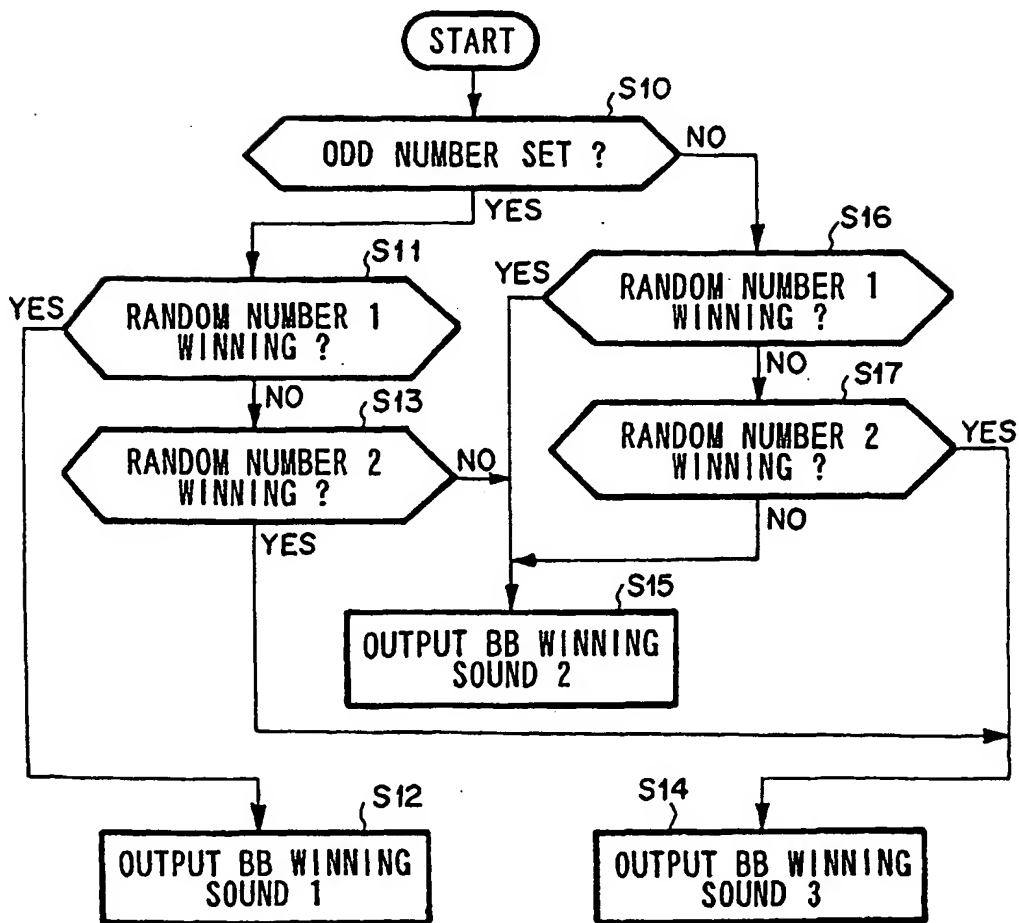 START
S10
ODD NUMBER SET ?
NO
YES
S11
S16
YES
RANDOM NUMBER 1
WINNING ?
YES
RANDOM NUMBER 1
WINNING ?
NO
S13
NO
S17
RANDOM NUMBER 2
WINNING ?
NO
RANDOM NUMBER 2
WINNING ?
YES
YES
NO
S15
OUTPUT BB WINNING
SOUND 2
S12
S14
OUTPUT BB WINNING
SOUND 1
OUTPUT BB WINNING
SOUND 3